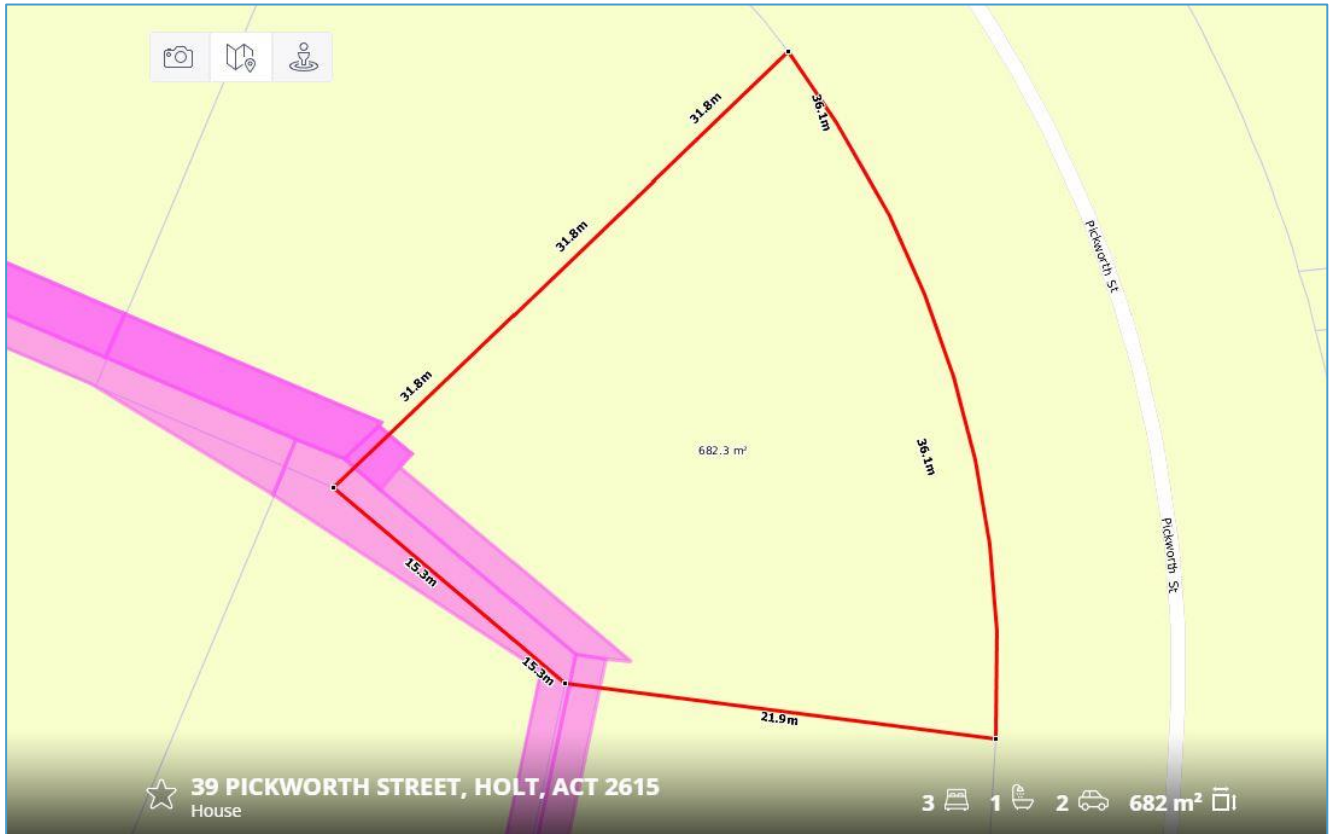 36.1m
31.8m
31.8m
Pickworth St
31.8m
682.3 m²
36.1m
15.3m
Pickworth St
15.3m
21.9m
39 PICKWORTH STREET, HOLT, ACT 2615
House
3 1 2 682 m²